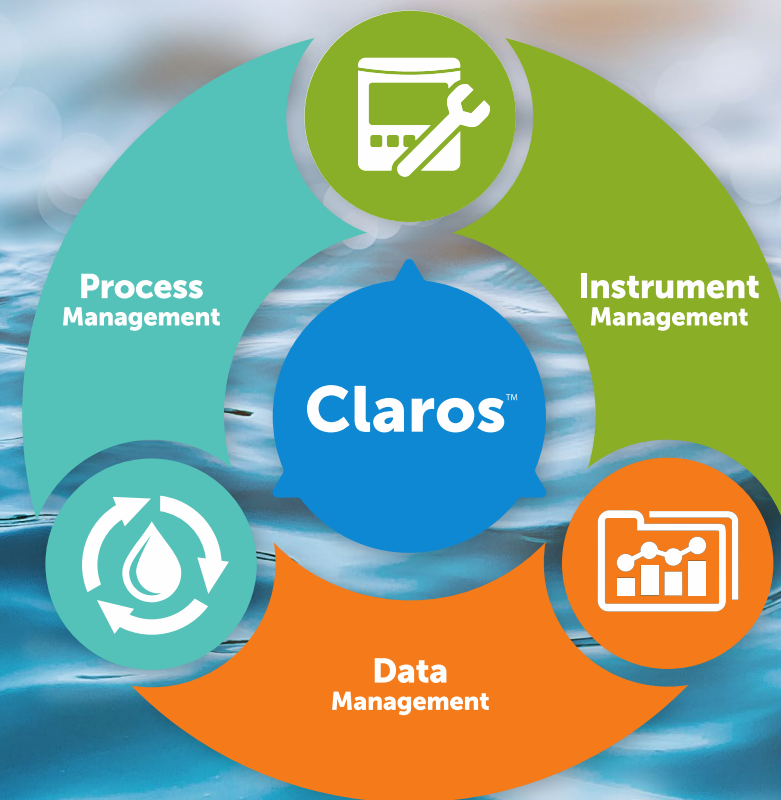 Process
Management
Instrument
Management
Claros™
Data
Management